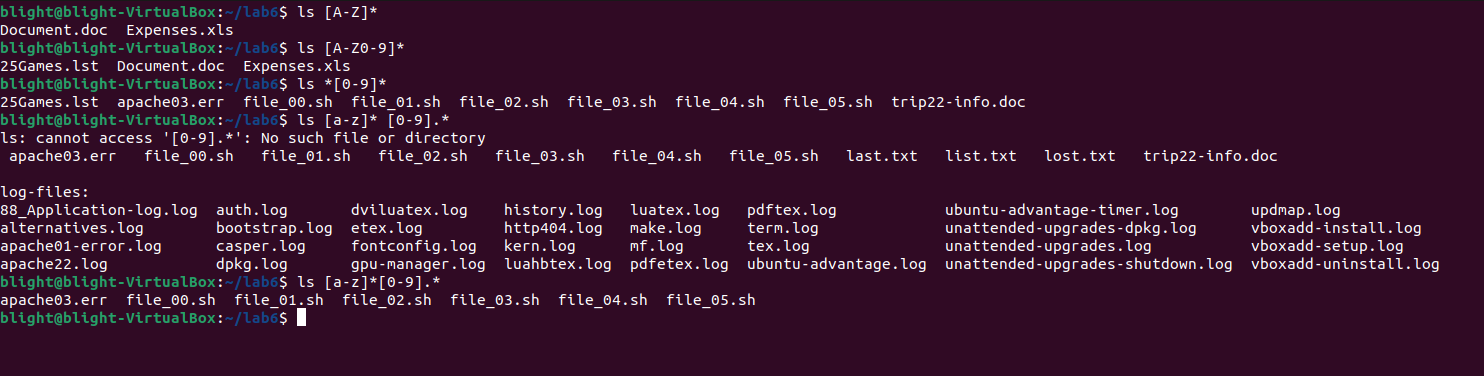 blight@blight-VirtualBox:~/lab6$ ls [A-Z]*
Document.doc  Expenses.xls
blight@blight-VirtualBox:~/lab6$ ls [A-Z0-9]*
25Games.lst  Document.doc  Expenses.xls
blight@blight-VirtualBox:~/lab6$ ls *[0-9]*
25Games.lst  apache03.err  file_00.sh  file_01.sh  file_02.sh  file_03.sh  file_04.sh  file_05.sh  trip22-info.doc
blight@blight-VirtualBox:~/lab6$ ls [a-z]* [0-9].*
ls: cannot access '[0-9].*': No such file or directory
 apache03.err   file_00.sh   file_01.sh   file_02.sh   file_03.sh   file_04.sh   file_05.sh   last.txt   list.txt   lost.txt   trip22-info.doc

log-files:
88_Application-log.log  auth.log       dviluatex.log    history.log   luatex.log   pdftex.log            ubuntu-advantage-timer.log        updmap.log
alternatives.log        bootstrap.log  etex.log         http404.log   make.log     term.log              unattended-upgrades-dpkg.log      vboxadd-install.log
apache01-error.log      casper.log     fontconfig.log   kern.log      mf.log       tex.log               unattended-upgrades.log           vboxadd-setup.log
apache22.log            dpkg.log       gpu-manager.log  luahbtex.log  pdfetex.log  ubuntu-advantage.log  unattended-upgrades-shutdown.log  vboxadd-uninstall.log
blight@blight-VirtualBox:~/lab6$ ls [a-z]*[0-9].*
apache03.err  file_00.sh  file_01.sh  file_02.sh  file_03.sh  file_04.sh  file_05.sh
blight@blight-VirtualBox:~/lab6$